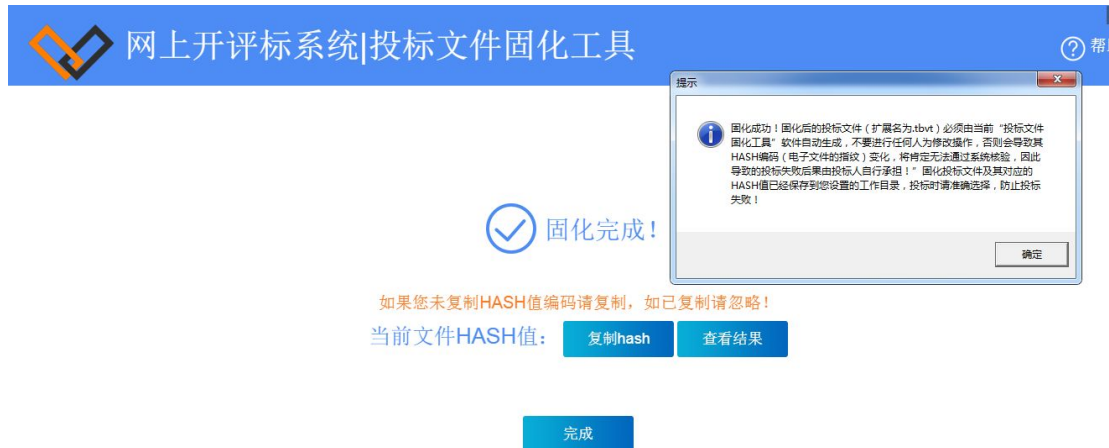 网上开评标系统|投标文件固化工具
帮
提示
固化成功!固化后的投标文件(扩展名为.tbvt)必须由当前“投标文件
固化工具”软件自动生成,不要进行任何人为修改操作,否则会导致其
HASH编码(电子文件的指纹)变化,将肯定无法通过系统核验,因此
导致的投标失败后果由投标人自行承担!"固化投标文件及其对应的
HASH值已经保存到您设置的工作目录,投标时请准确选择,防止投标
失败!
确定
固化完成!
如果您未复制HASH值编码请复制,如已复制请忽略!
当前文件HASH值: 复制hash 查看结果
完成